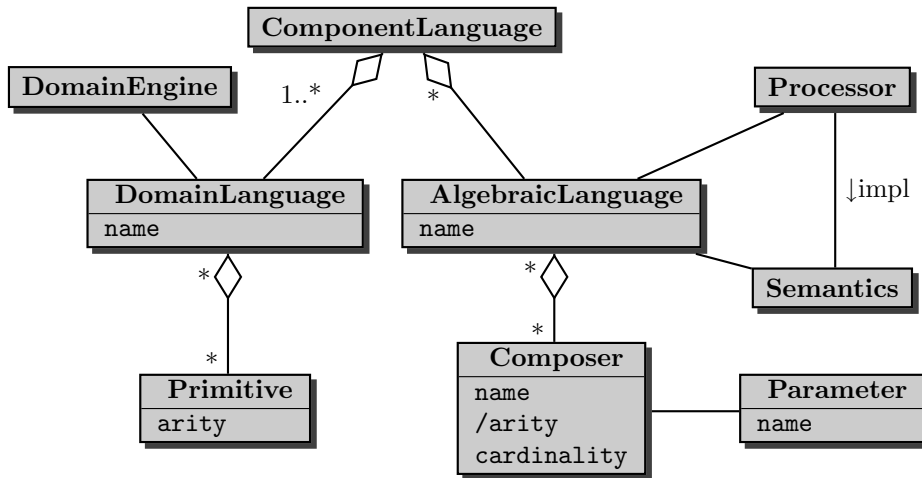 ComponentLanguage
DomainEngine
Processor
1..*
*
DomainLanguage
name
AlgebraicLanguage
name
↓impl
*
*
Semantics
*
*
Primitive
arity
Composer
name
/arity
cardinality
Parameter
name